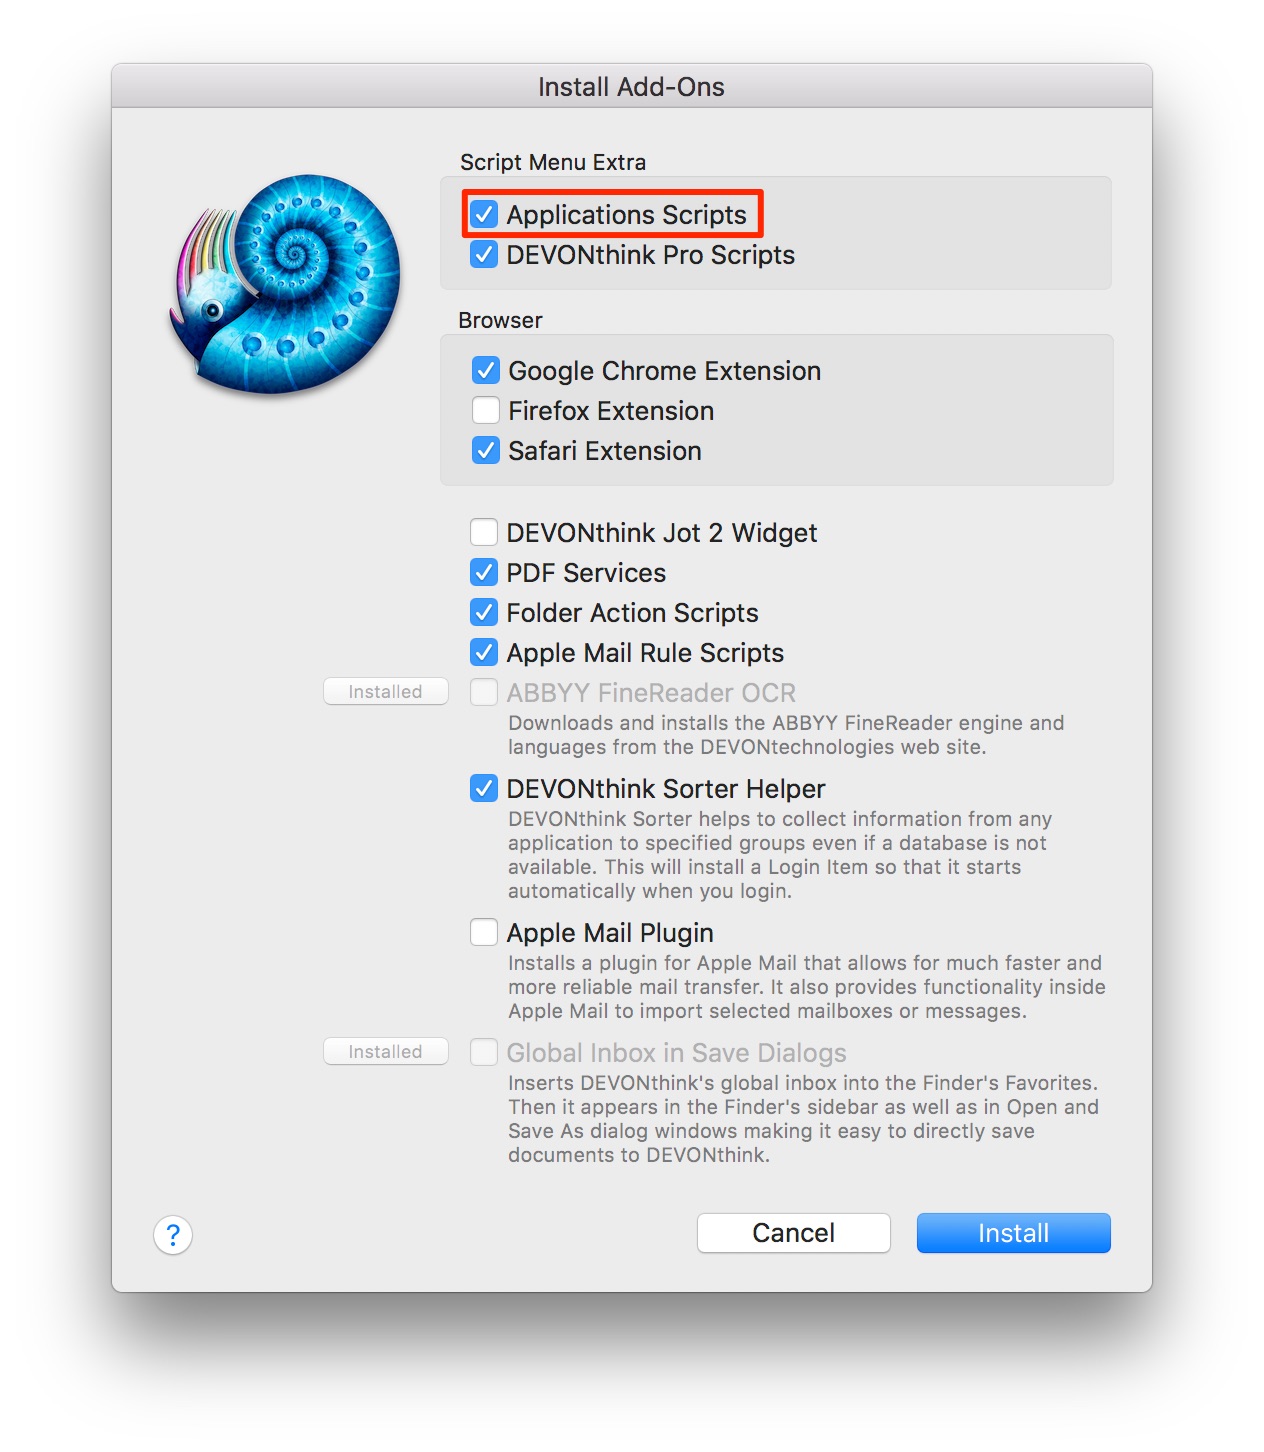 Install Add-Ons
Script Menu Extra
Applications Scripts
DEVONthink Pro Scripts
Browser
Google Chrome Extension
Firefox Extension
Safari Extension
DEVONthink Jot 2 Widget
PDF Services
Folder Action Scripts
Apple Mail Rule Scripts
Installed ABBYY FineReader OCR
Downloads and installs the ABBYY FineReader engine and
languages from the DEVONtechnologies web site.
DEVONthink Sorter Helper
DEVONthink Sorter helps to collect information from any
application to specified groups even if a database is not
available. This will install a Login Item so that it starts
automatically when you login.
Apple Mail Plugin
Installs a plugin for Apple Mail that allows for much faster and
more reliable mail transfer. It also provides functionality inside
Apple Mail to import selected mailboxes or messages.
Installed Global Inbox in Save Dialogs
Inserts DEVONthink's global inbox into the Finder's Favorites.
Then it appears in the Finder's sidebar as well as in Open and
Save As dialog windows making it easy to directly save
documents to DEVONthink.
? Cancel Install